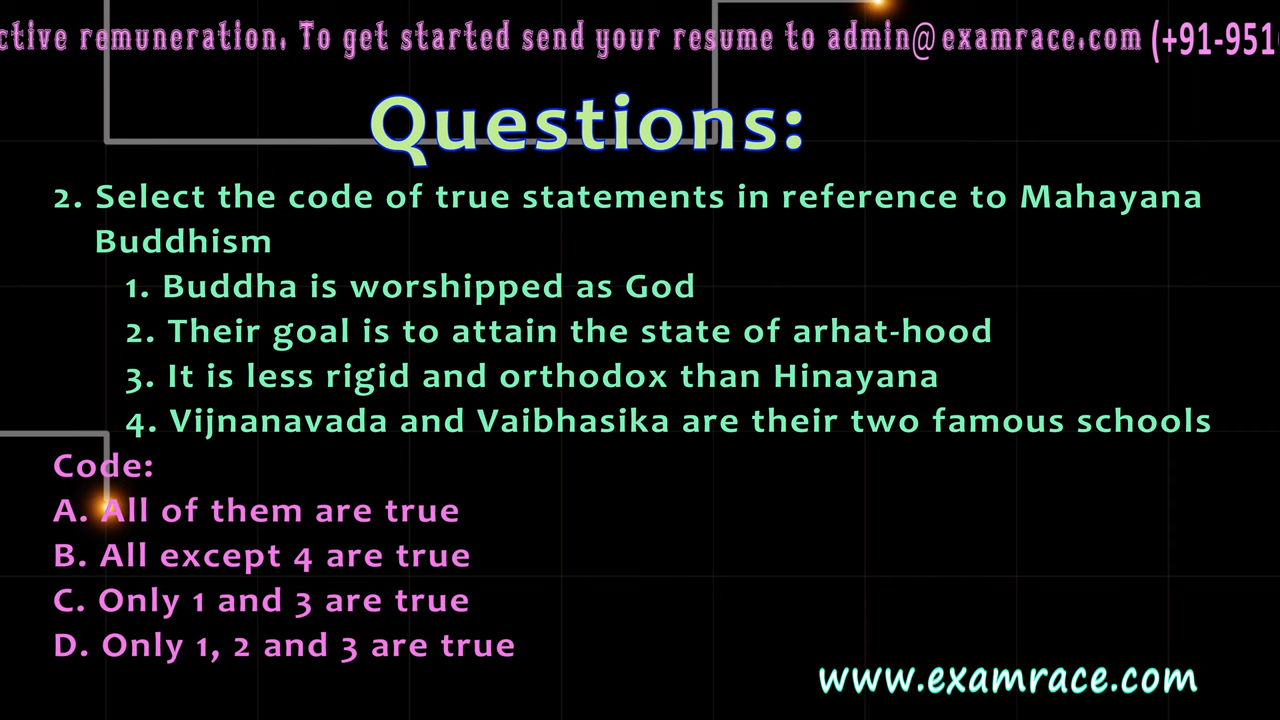 remuneration. To get started send your resume to admin@examrace.com (+91-951
Questions:
2. Select the code of true statements in reference to Mahayana
Buddhism
1. Buddha is worshipped as God
2. Their goal is to attain the state of arhat-hood
3. It is less rigid and orthodox than Hinayana
4. Vijnanavada and Vaibhasika are their two famous schools
Code:
A. All of them are true
B. All except 4 are true
C. Only 1 and 3 are true
D. Only 1, 2 and 3 are true
www.examrace.com